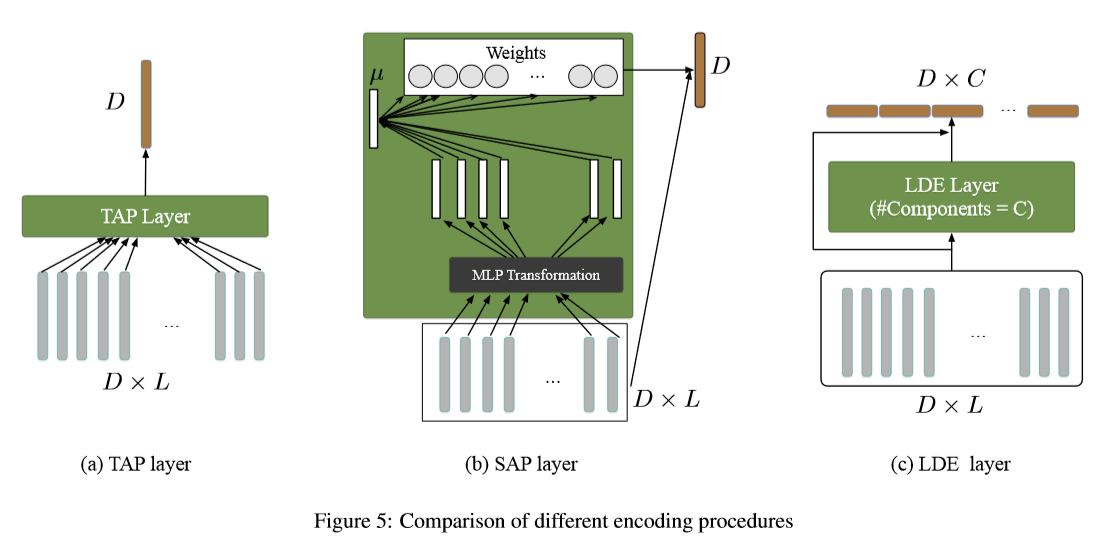 D
TAP Layer
...
D × L
(a) TAP layer
Weights
μ
...
D
MLP Transformation
...
D × L
(b) SAP layer
D × C
...
LDE Layer
(#Components = C)
...
D × L
(c) LDE layer
Figure 5: Comparison of different encoding procedures